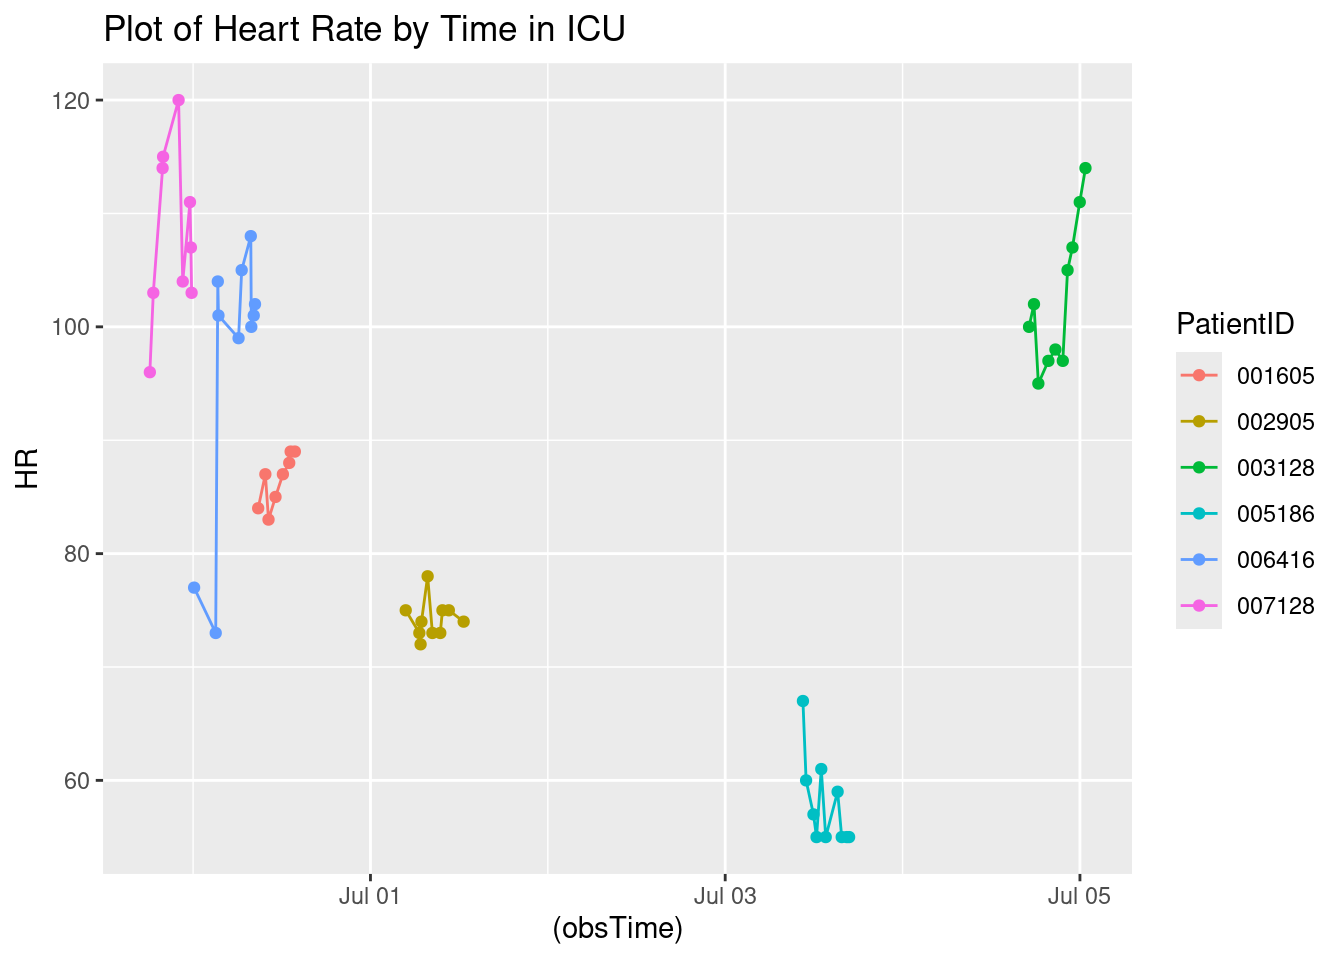 Plot of Heart Rate by Time in ICU
120
100
80
60
HR
Jul 01
Jul 03
Jul 05
(obsTime)
PatientID
001605
002905
003128
005186
006416
007128